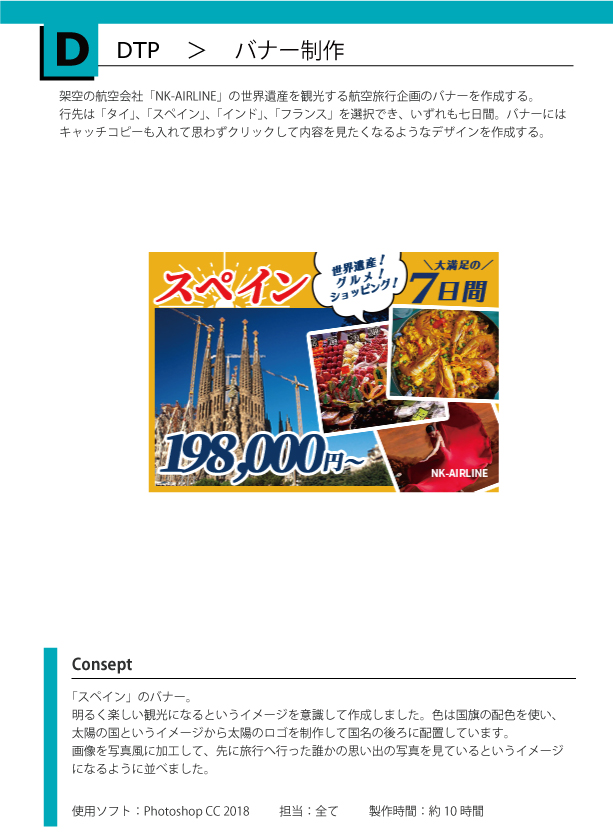 D DTP ＞ バナー制作
架空の航空会社「NK-AIRLINE」の世界遺産を観光する航空旅行企画のバナーを作成する。
行先は「タイ」、「スペイン」、「インド」、「フランス」を選択でき、いずれも七日間。バナーには
キャッチコピーも入れて思わずクリックして内容を見たくなるようなデザインを作成する。
スペイン
世界遺産！
グルメ！
ショッピング！
＼大満足の／
7日間
198,000円～
NK-AIRLINE
Consept
「スペイン」のバナー。
明るく楽しい観光になるというイメージを意識して作成しました。色は国旗の配色を使い、
太陽の国というイメージから太陽のロゴを制作して国名の後ろに配置しています。
画像を写真風に加工して、先に旅行へ行った誰かの思い出の写真を見ているというイメージ
になるように並べました。
使用ソフト：Photoshop CC 2018 担当：全て 製作時間：約 10 時間